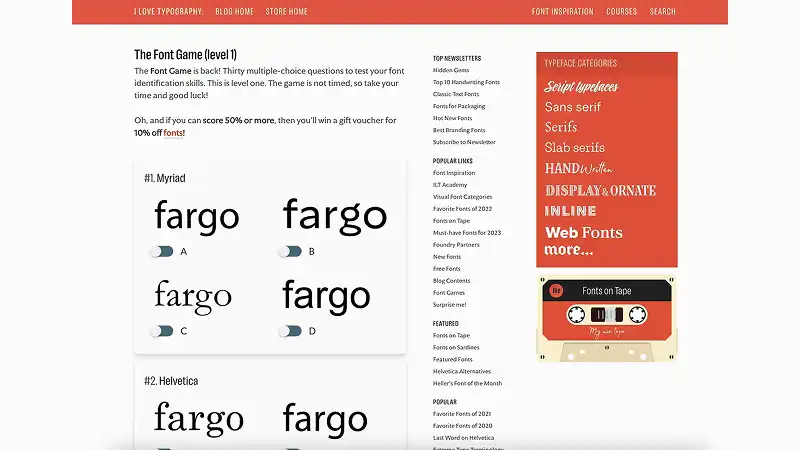 I LOVE TYPOGRAPHY: BLOG HOME STORE HOME FONT INSPIRATION COURSES SEARCH
The Font Game (level 1)
The Font Game is back! Thirty multiple-choice questions to test your font
identification skills. This is level one. The game is not timed, so take your
time and good luck!
Oh, and if you can score 50% or more, then you'll win a gift voucher for
10% off fonts!
#1. Myriad
fargo
fargo
A
B
fargo
fargo
C
D
#2. Helvetica
fargo
fargo
TOP NEWSLETTERS
Hidden Gems
Top 10 Handwriting Fonts
Classic Text Fonts
Fonts for Packaging
Hot New Fonts
Best Branding Fonts
Subscribe to Newsletter
POPULAR LINKS
Font Inspiration
ILT Academy
Visual Font Categories
Favorite Fonts of 2022
Fonts on Tape
Must-have Fonts for 2023
Foundry Partners
New Fonts
Free Fonts
Blog Contents
Font Games
Surprise me!
FEATURED
Fonts on Tape
Fonts on Sardines
Featured Fonts
Helvetica Alternatives
Heller's Font of the Month
POPULAR
Favorite Fonts of 2021
Favorite Fonts of 2020
Last Word on Helvetica
Extreme Type Terminology
TYPEFACE CATEGORIES
Script typefaces
Sans serif
Serifs
Slab serifs
HAND Written
DISPLAY & ORNATE
INLINE
Web Fonts
more...
Fonts on Tape
My mix tape